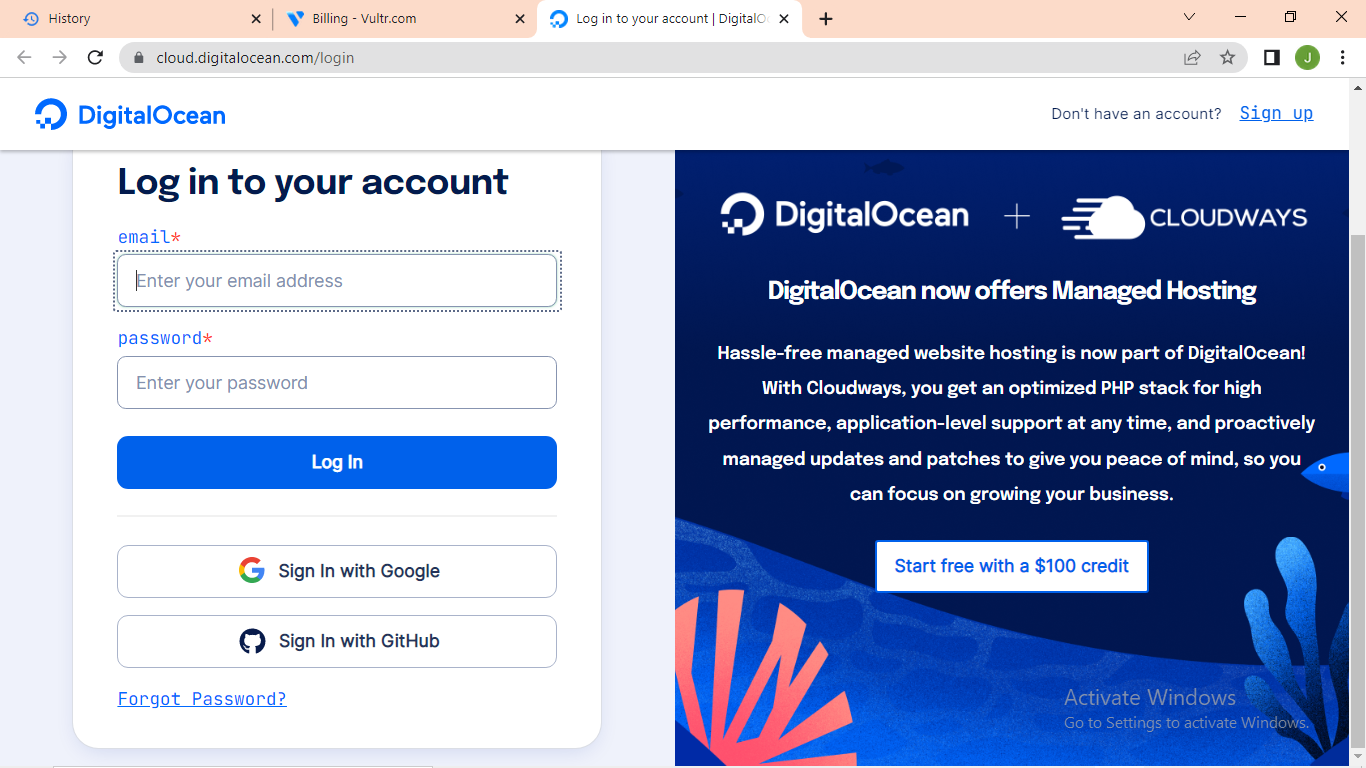 History
Billing - Vultr.com
Log in to your account | DigitalOc
cloud.digitalocean.com/login
J
DigitalOcean
Don't have an account? Sign up
Log in to your account
email*
Enter your email address
password*
Enter your password
Log In
Sign In with Google
Sign In with GitHub
Forgot Password?
DigitalOcean + CLOUDWAYS
DigitalOcean now offers Managed Hosting
Hassle-free managed website hosting is now part of DigitalOcean!
With Cloudways, you get an optimized PHP stack for high
performance, application-level support at any time, and proactively
managed updates and patches to give you peace of mind, so you
can focus on growing your business.
Start free with a $100 credit
Activate Windows
Go to Settings to activate Windows.